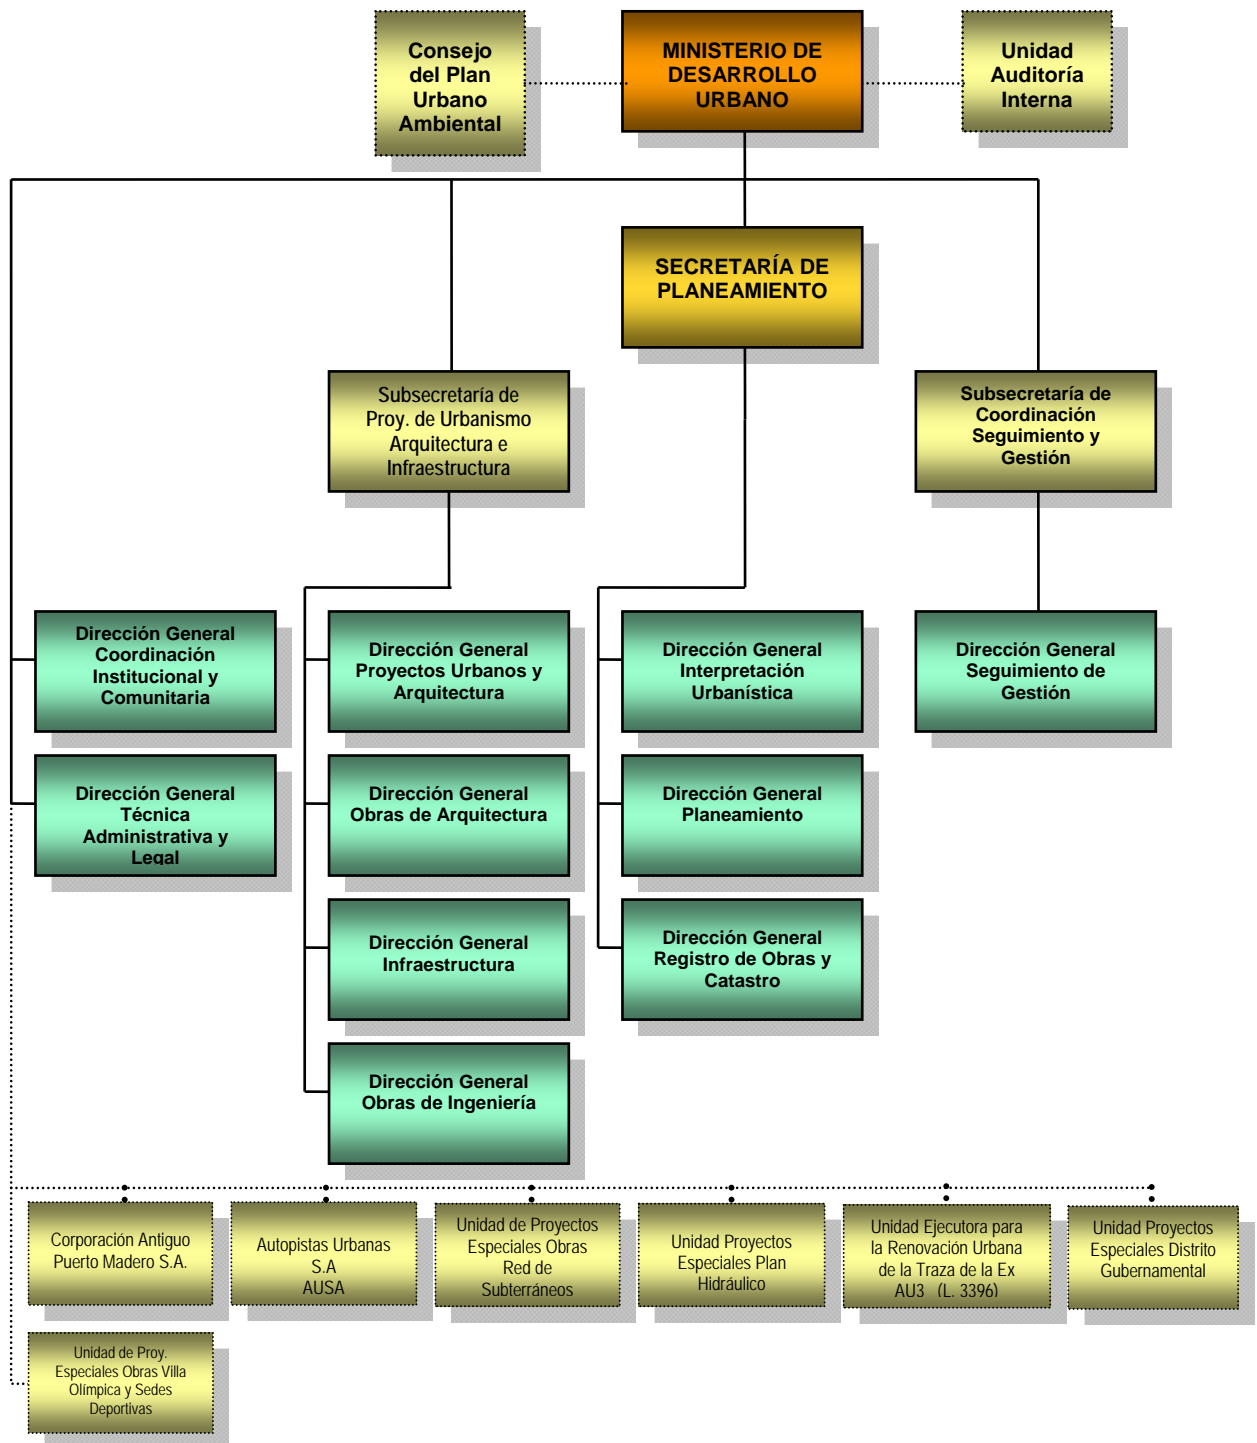 Consejo
del Plan
Urbano
Ambiental
MINISTERIO DE
DESARROLLO
URBANO
Unidad
Auditoría
Interna
SECRETARÍA DE
PLANEAMIENTO
Subsecretaría de
Proy. de Urbanismo
Arquitectura e
Infraestructura
Subsecretaría de
Coordinación
Seguimiento y
Gestión
Dirección General
Coordinación
Institucional y
Comunitaria
Dirección General
Proyectos Urbanos y
Arquitectura
Dirección General
Interpretación
Urbanística
Dirección General
Seguimiento de
Gestión
Dirección General
Técnica
Administrativa y
Legal
Dirección General
Obras de Arquitectura
Dirección General
Planeamiento
Dirección General
Infraestructura
Dirección General
Registro de Obras y
Catastro
Dirección General
Obras de Ingeniería
Corporación Antiguo
Puerto Madero S.A.
Autopistas Urbanas
S.A
AUSA
Unidad de Proyectos
Especiales Obras
Red de
Subterráneos
Unidad Proyectos
Especiales Plan
Hidráulico
Unidad Ejecutora para
la Renovación Urbana
de la Traza de la Ex
AU3 (L. 3396)
Unidad Proyectos
Especiales Distrito
Gubernamental
Unidad de Proy.
Especiales Obras Villa
Olímpica y Sedes
Deportivas